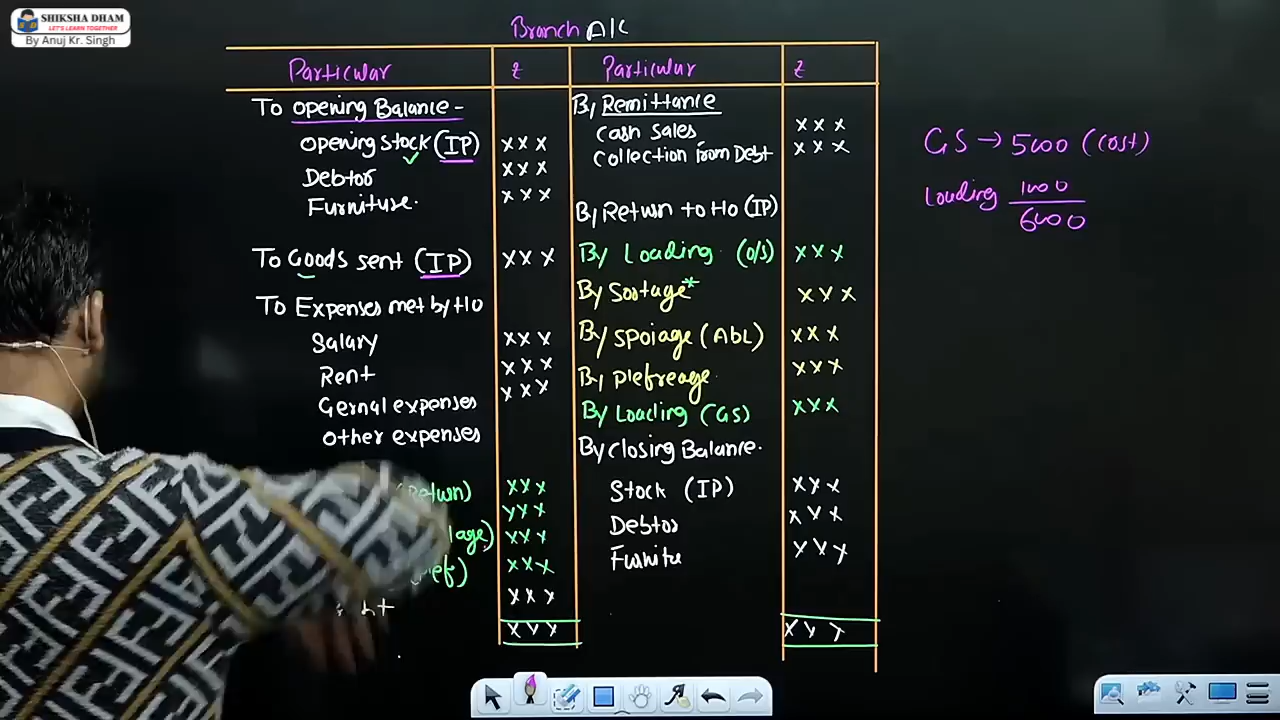 SHIKSHA DHAM
LET'S LEARN TOGETHER
By Anuj Kr. Singh
Branch A/C
Particular ₹ Particular ₹
To opening Balance -
opening stock (IP) xxx
Debtor xxx
Furniture. xxx
To Goods sent (IP) xxx
To Expenses met by HO
Salary xxx
Rent xxx
Gernal expenses xxx
other expenses
(Return) xxx
xxx
lage) xxx
ef) xxx
xxx
xxx
By Remittance
Cash Sales xxx
Collection from Debt xxx
By Return to HO (IP)
By Loading (O/S) xxx
By Sortage* xxx
By Spoiage (AbL) xxx
By Plefreage. xxx
By Loading (GS) xxx
By Closing Balance.
Stock (IP) xxx
Debtor xxx
Furnite xxx
xxx
GS → 5000 (cost)
Loading 1000
6000